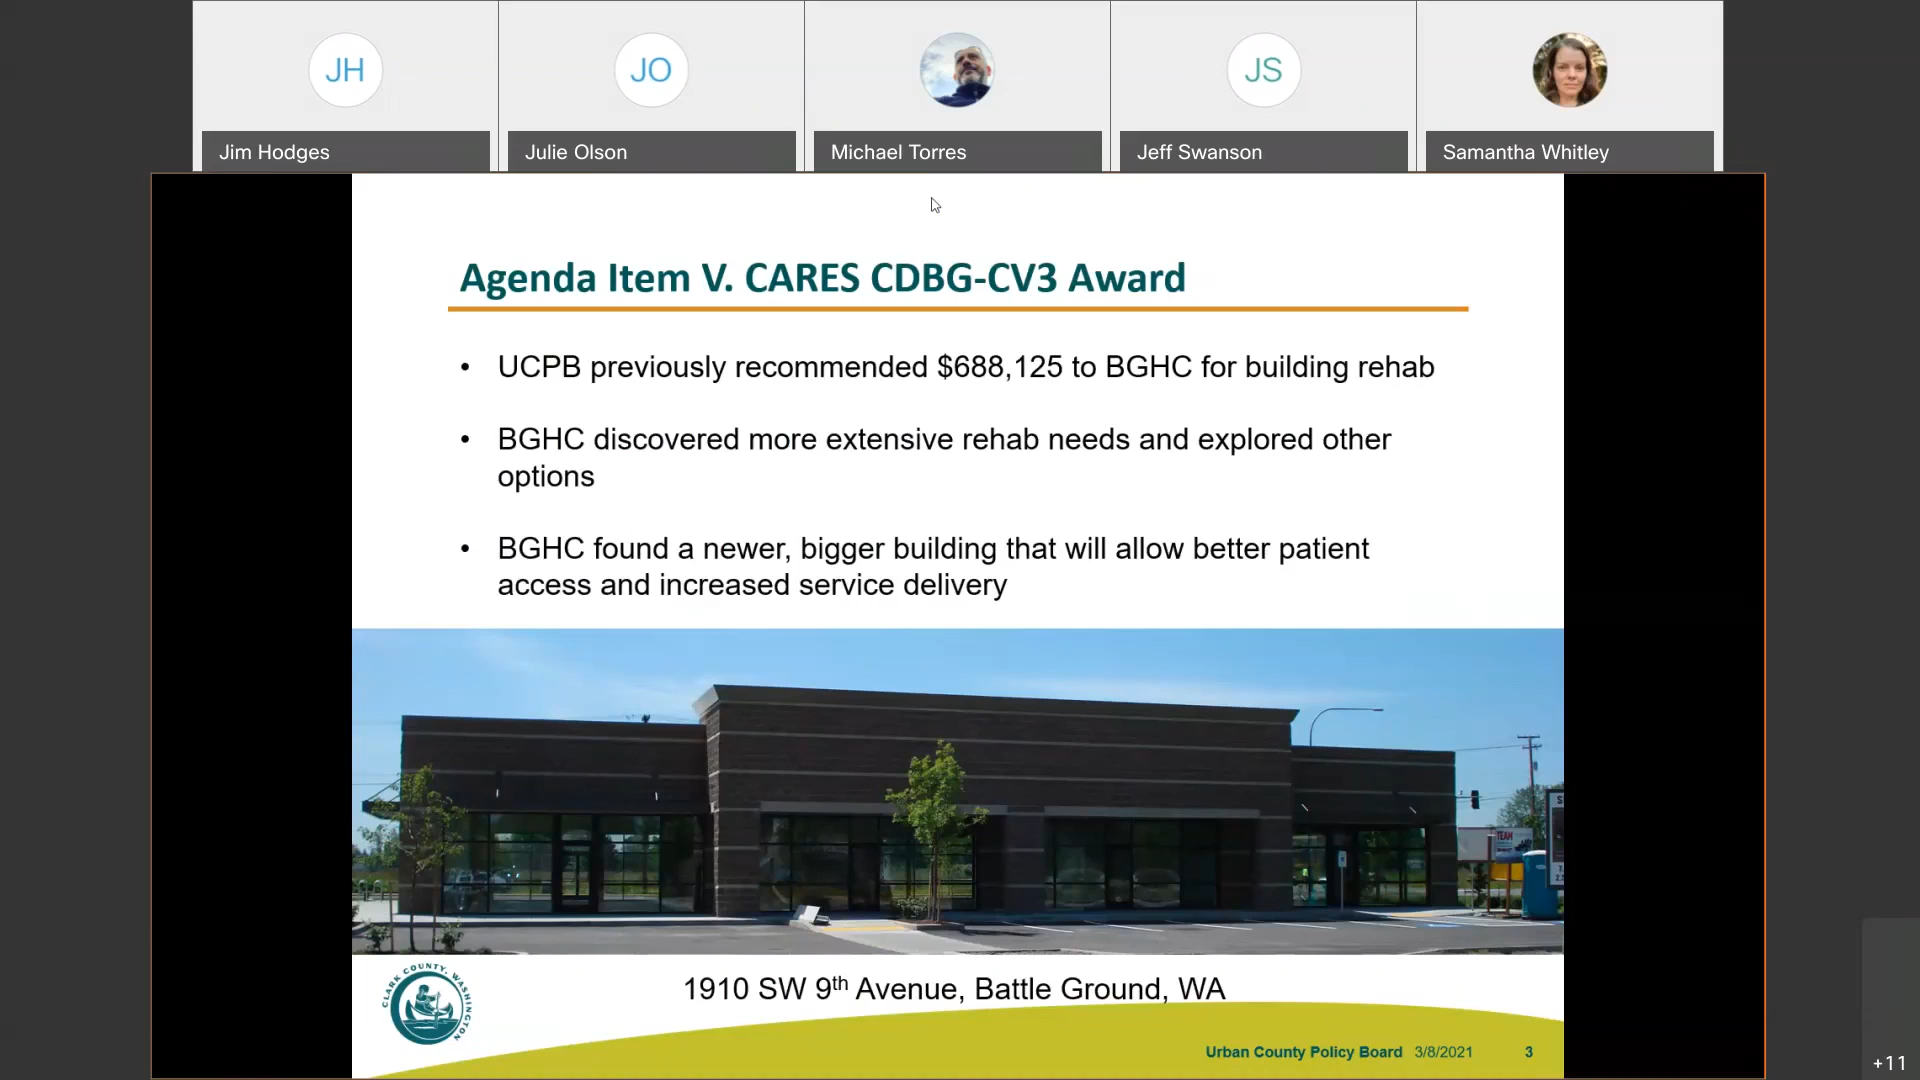 JH
JO
JS
Jim Hodges
Julie Olson
Michael Torres
Jeff Swanson
Samantha Whitley
Agenda Item V. CARES CDBG-CV3 Award
• UCPB previously recommended $688,125 to BGHC for building rehab
• BGHC discovered more extensive rehab needs and explored other
options
• BGHC found a newer, bigger building that will allow better patient
access and increased service delivery
TEAM
CLARK COUNTY, WASHINGTON
1910 SW 9th Avenue, Battle Ground, WA
Urban County Policy Board 3/8/2021 3
+11